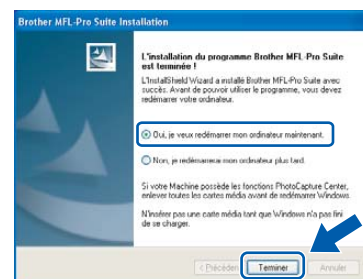 Brother MFL-Pro Suite Installation
L'installation du programme Brother MFL-Pro Suite
est terminée !
L'InstallShield Wizard a installé Brother MFL-Pro Suite avec
succès. Avant de pouvoir utiliser le programme, vous devez
redémarrer votre ordinateur.
Oui, je veux redémarrer mon ordinateur maintenant.
Non, je redémarrerai mon ordinateur plus tard.
Si votre Machine possède les fonctions PhotoCapture Center,
enlever toutes les cartes média avant de redémarrer Windows.
N'insérer pas une carte média tant que Windows n'a pas fini
de se charger.
< Précédent
Terminer
Annuler